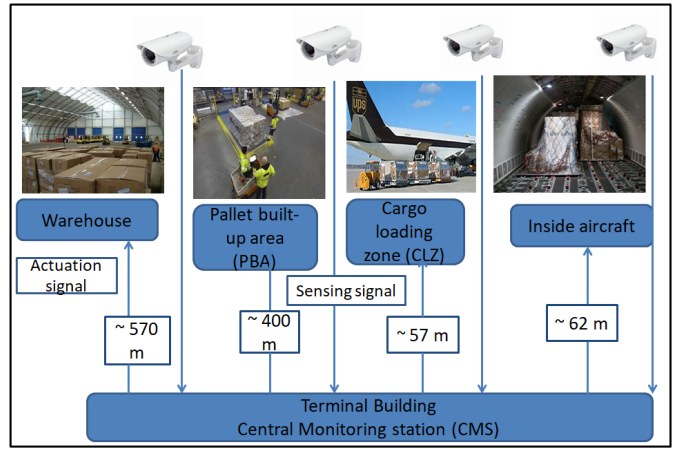 ups
Warehouse
Pallet built-
up area
(PBA)
Cargo
loading
zone (CLZ)
Inside aircraft
Actuation
signal
Sensing signal
~ 570
m
~ 400
m
~ 57 m
~ 62 m
Terminal Building
Central Monitoring station (CMS)